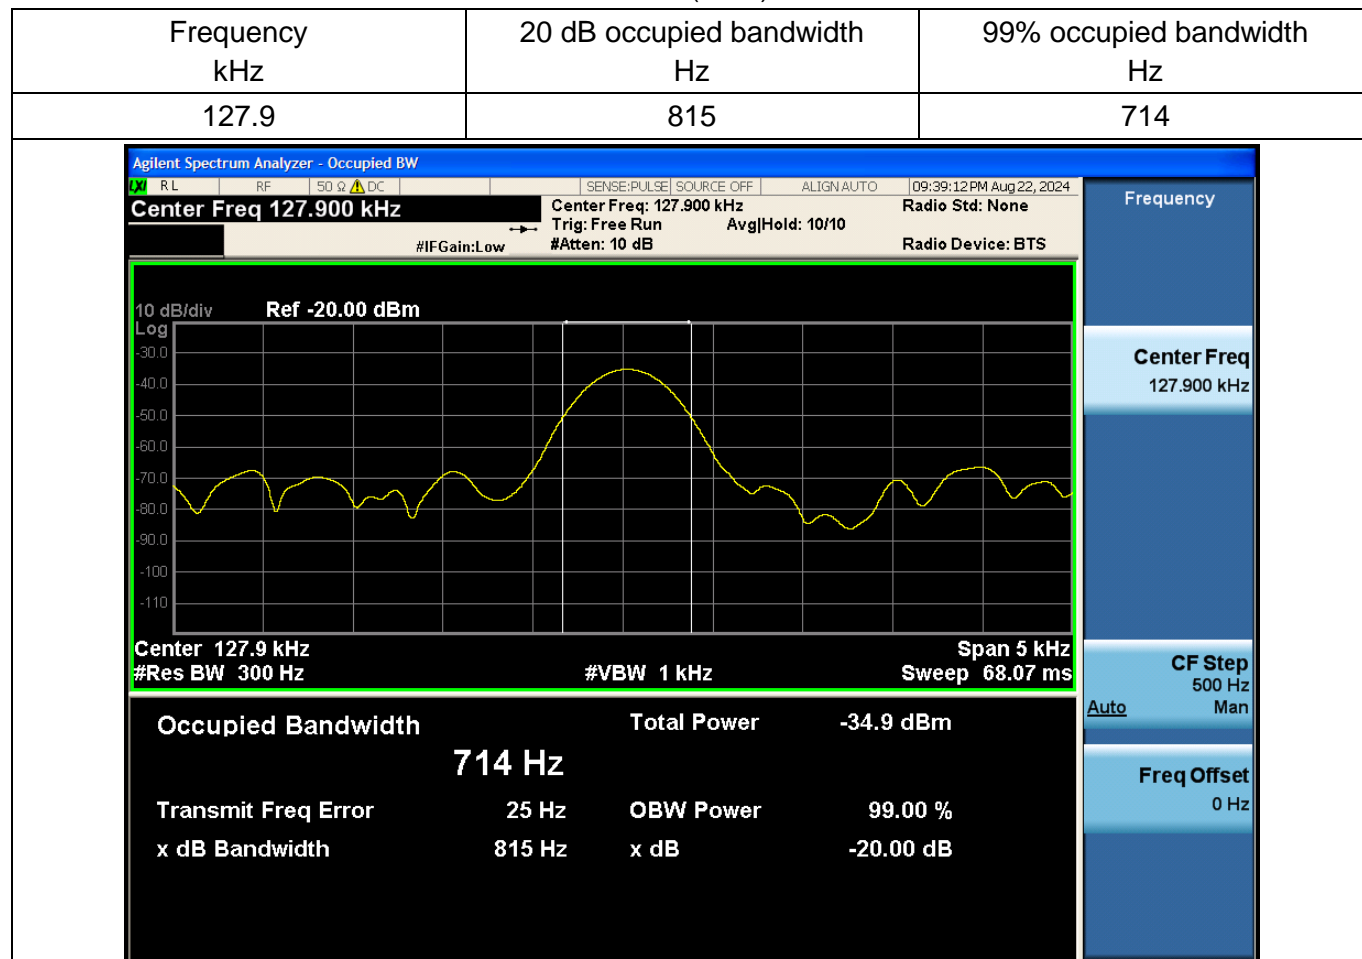 Frequency 20 dB occupied bandwidth 99% occupied bandwidth
kHz Hz Hz
127.9 815 714
Agilent Spectrum Analyzer - Occupied BW
LXI RL RF 50 Ω DC SENSE:PULSE SOURCE OFF ALIGN AUTO 09:39:12 PM Aug 22, 2024
Center Freq 127.900 kHz Center Freq: 127.900 kHz Radio Std: None Frequency
Trig: Free Run Avg|Hold: 10/10
#IFGain:Low #Atten: 10 dB Radio Device: BTS
10 dB/div Ref -20.00 dBm
Log
-30.0
Center Freq
127.900 kHz
-40.0
-50.0
-60.0
-70.0
-80.0
-90.0
-100
-110
Center 127.9 kHz Span 5 kHz
#Res BW 300 Hz #VBW 1 kHz Sweep 68.07 ms
CF Step
500 Hz
Auto Man
Occupied Bandwidth Total Power -34.9 dBm
714 Hz
Freq Offset
0 Hz
Transmit Freq Error 25 Hz OBW Power 99.00 %
x dB Bandwidth 815 Hz x dB -20.00 dB